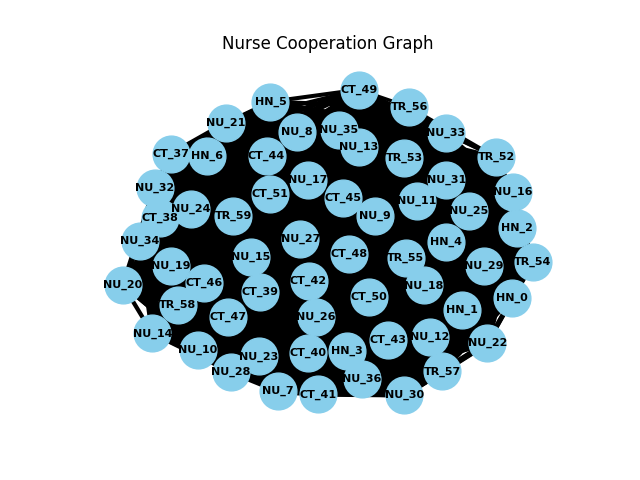 Nurse Cooperation Graph
CT_49
HN_5
TR_56
NU_21
NU_8
NU_35
NU_33
NU_13
CT_37
HN_6
CT_44
TR_53
TR_52
NU_17
NU_31
NU_32
NU_16
CT_51
CT_45
NU_11
NU_24
NU_25
CT_38
TR_59
NU_9
HN_2
NU_34
NU_27
HN_4
CT_48
NU_15
TR_55
TR_54
NU_19
NU_29
CT_46
CT_42
NU_20
NU_18
CT_39
CT_50
HN_0
TR_58
HN_1
CT_47
NU_26
NU_14
NU_12
CT_43
NU_22
NU_10
HN_3
CT_40
NU_23
NU_28
TR_57
NU_36
NU_7
CT_41
NU_30